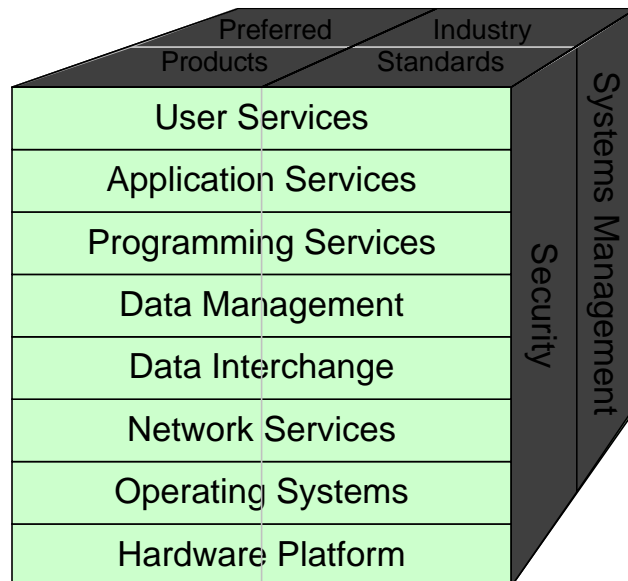 Preferred Industry
Products Standards
User Services
Application Services
Programming Services
Data Management
Data Interchange
Network Services
Operating Systems
Hardware Platform
Security
Systems Management